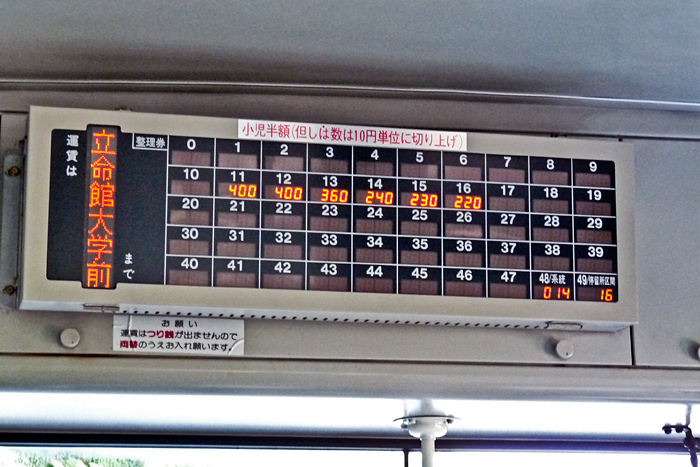 小児半額(但しは数は10円単位に切り上げ)
運賃は
立命館大学前
まで
整理券 0 1 2 3 4 5 6 7 8 9
10 11 12 13 14 15 16 17 18 19
400 400 360 240 230 220
20 21 22 23 24 25 26 27 28 29
30 31 32 33 34 35 36 37 38 39
40 41 42 43 44 45 46 47 48/系統 49/停留所区間
014 16
お願い
運賃はつり銭が出ませんので
両替のうえお入れ願います。